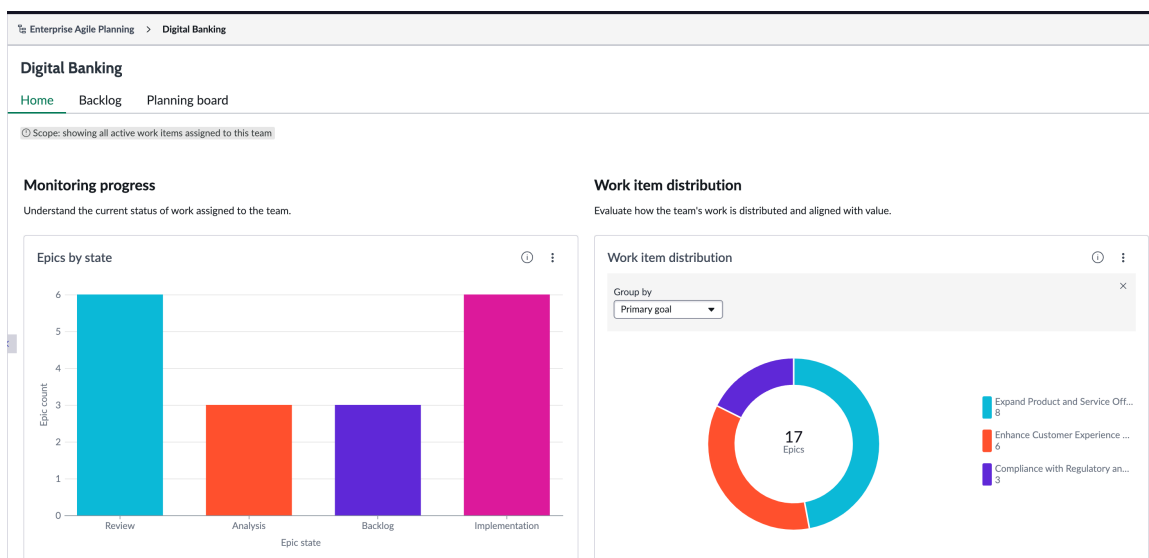 Enterprise Agile Planning > Digital Banking
Digital Banking
Home Backlog Planning board
Scope: showing all active work items assigned to this team
Monitoring progress
Understand the current status of work assigned to the team.
Epics by state
6
5
4
3
2
1
0
Epic count
Review Analysis Backlog Implementation
Epic state
Work item distribution
Evaluate how the team's work is distributed and aligned with value.
Work item distribution
Group by
Primary goal
17
Epics
Expand Product and Service Off...
8
Enhance Customer Experience ...
6
Compliance with Regulatory an...
3